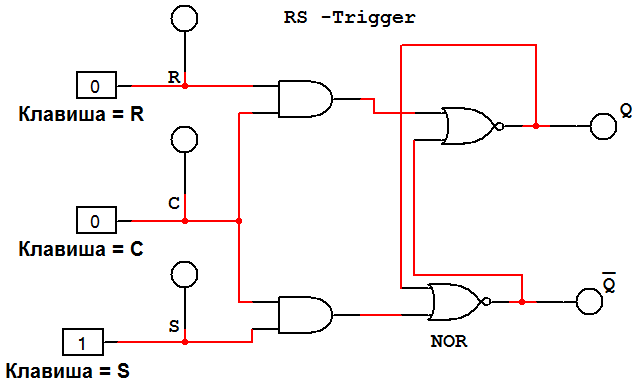 RS -Trigger
R
0
Клавиша = R
Q
C
0
Клавиша = C
Q
S
1
NOR
Клавиша = S